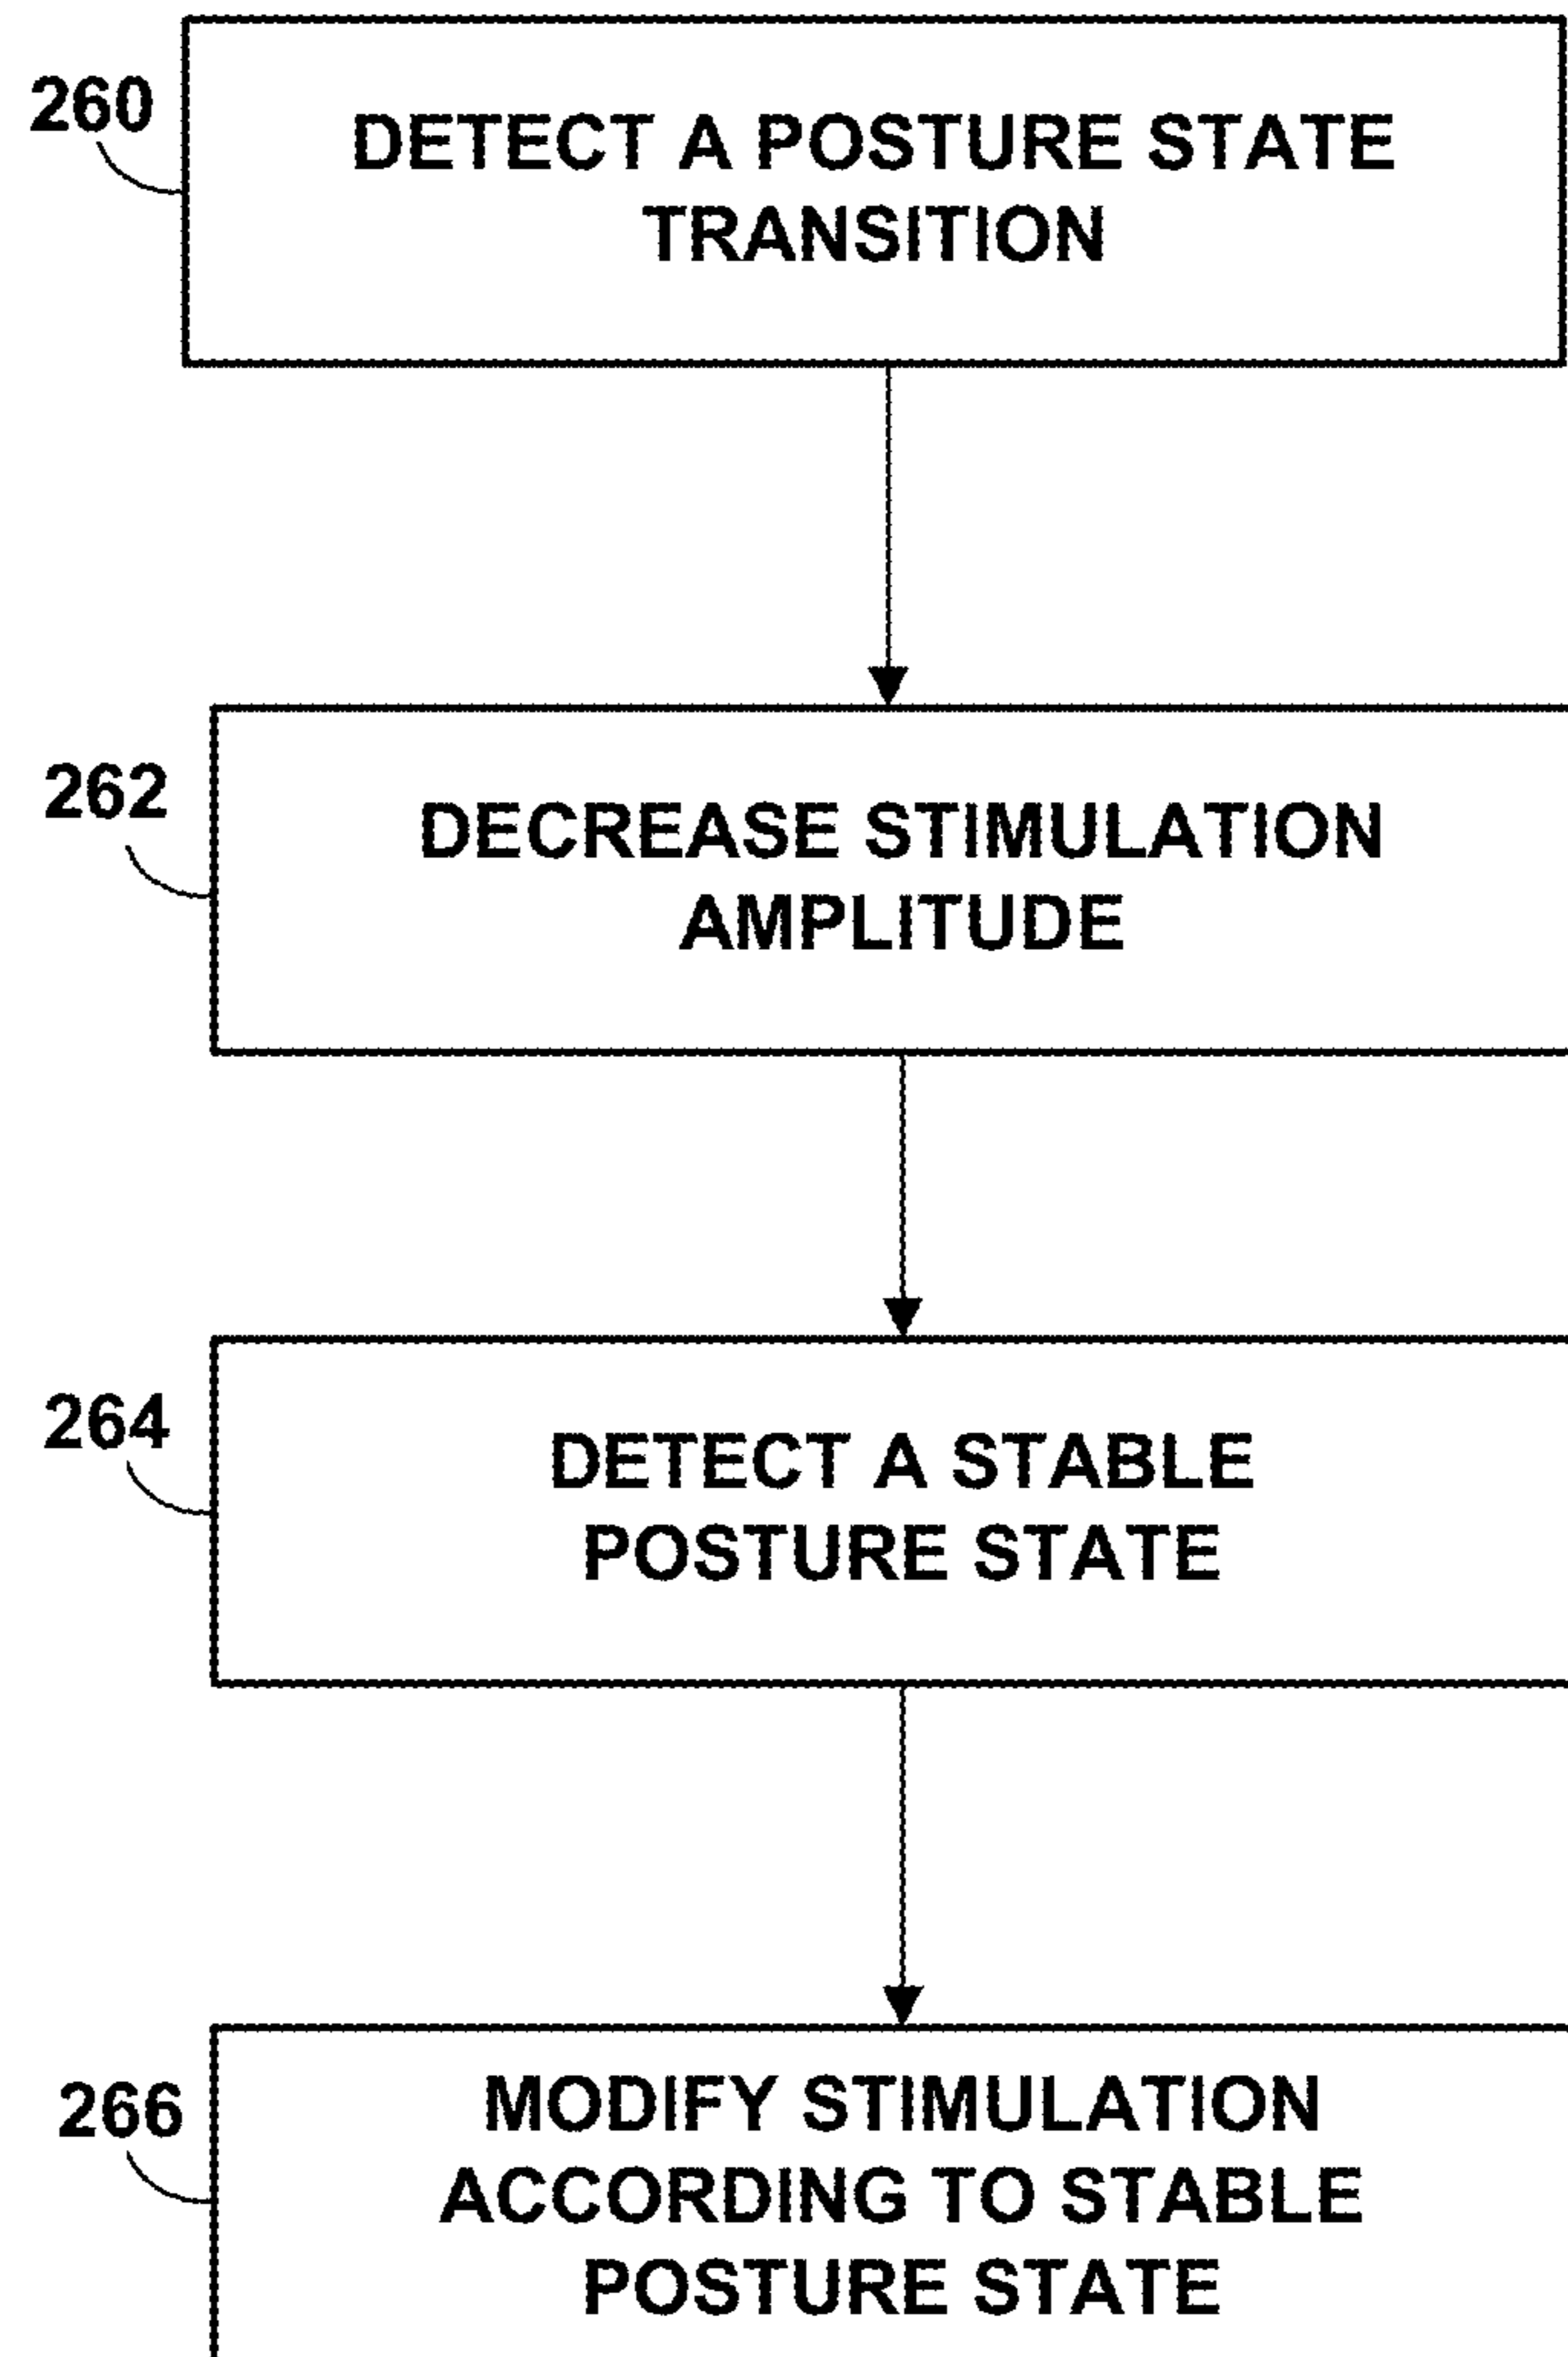 260
DETECT A POSTURE STATE
TRANSITION
262
DECREASE STIMULATION
AMPLITUDE
264
DETECT A STABLE
POSTURE STATE
266
MODIFY STIMULATION
ACCORDING TO STABLE
POSTURE STATE